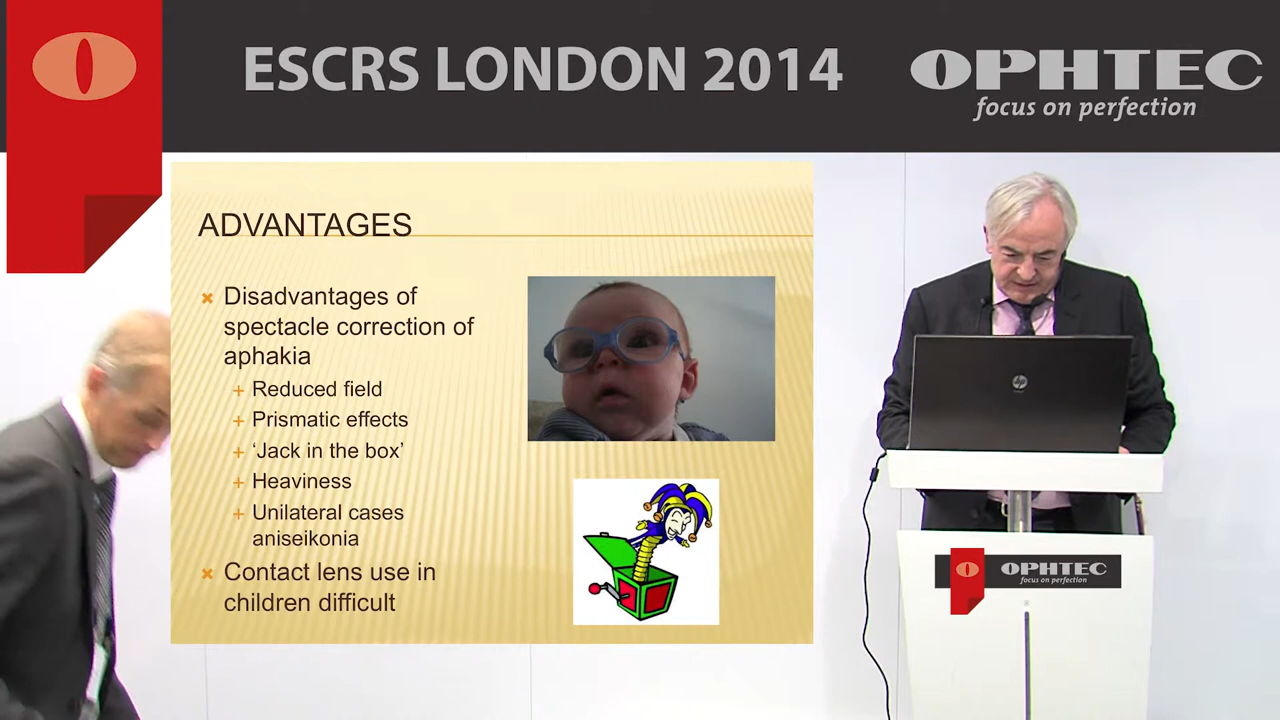 ESCRS LONDON 2014
OPHTEC
focus on perfection
ADVANTAGES
Disadvantages of
spectacle correction of
aphakia
Reduced field
Prismatic effects
‘Jack in the box’
Heaviness
Unilateral cases
aniseikonia
Contact lens use in
children difficult
hp
OPHTEC
focus on perfection